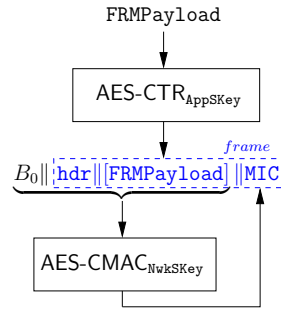 FRMPayload
AES-CTR_AppSKey
frame
B_0‖ hdr‖[FRMPayload] ‖MIC
AES-CMAC_NwkSKey